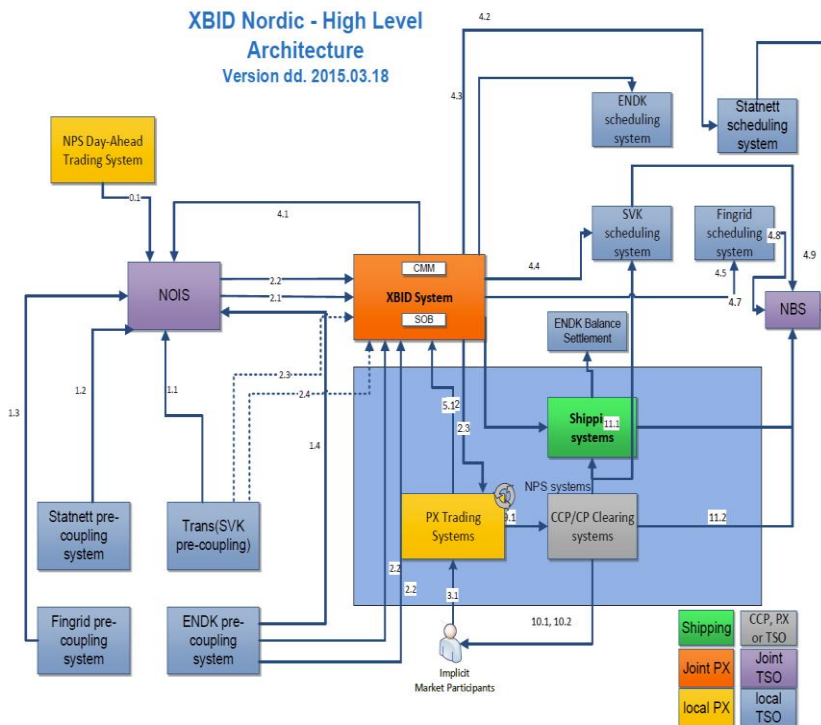 XBID Nordic - High Level
Architecture
Version dd. 2015.03.18
4.2
4.3
ENDK
scheduling
system
Statnett
scheduling
system
NPS Day-Ahead
Trading System
0.1
4.1
SVK
scheduling
system
Fingrid
scheduling
system
4.8
4.9
CMM
XBID System
SOB
4.4
4.5
4.7
NOIS
2.2
2.1
NBS
ENDK Balance
Settlement
1.3
1.2
1.1
2.3
2.4
1.4
5.12
2.3
Shippi
11.1
systems
NPS systems
Statnett pre-
coupling
system
Trans(SVK
pre-coupling)
PX Trading
Systems
9.1
CCP/CP Clearing
systems
11.2
2.2
2.2
3.1
10.1, 10.2
Fingrid pre-
coupling
system
ENDK pre-
coupling
system
Implicit
Market Participants
Shipping
CCP, PX
or TSO
Joint PX
Joint
TSO
local PX
local
TSO